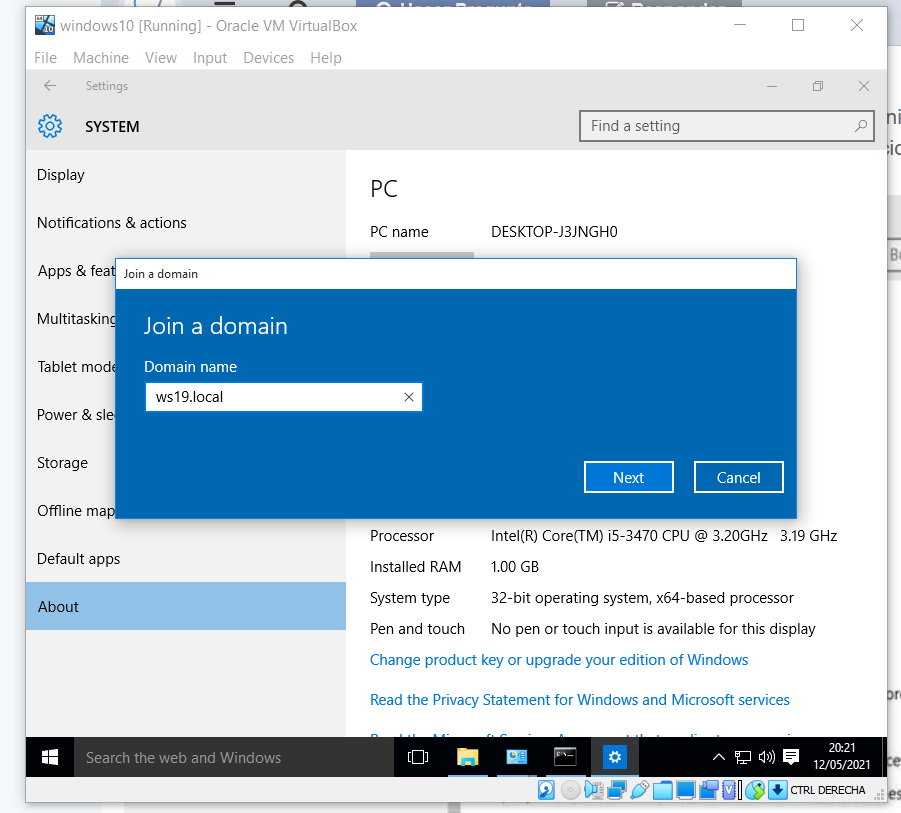 windows10 [Running] - Oracle VM VirtualBox
File Machine View Input Devices Help
Settings
SYSTEM
Find a setting
Display
Notifications & actions
Apps & feat
Multitasking
Tablet mode
Power & slee
Storage
Offline map
Default apps
About
PC
PC name DESKTOP-J3JNGH0
Join a domain
Join a domain
Domain name
ws19.local
Next Cancel
Processor Intel(R) Core(TM) i5-3470 CPU @ 3.20GHz 3.19 GHz
Installed RAM 1.00 GB
System type 32-bit operating system, x64-based processor
Pen and touch No pen or touch input is available for this display
Change product key or upgrade your edition of Windows
Read the Privacy Statement for Windows and Microsoft services
Search the web and Windows
20:21
12/05/2021
CTRL DERECHA